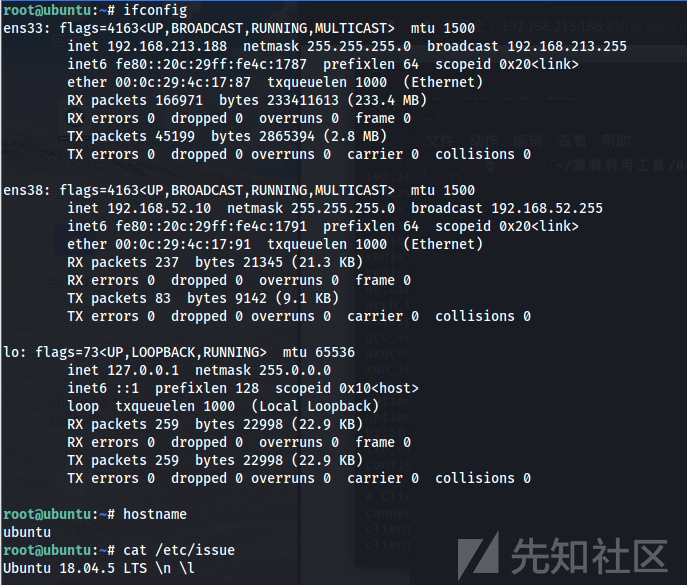 root@ubuntu:~# ifconfig
ens33: flags=4163<UP,BROADCAST,RUNNING,MULTICAST>  mtu 1500
        inet 192.168.213.188  netmask 255.255.255.0  broadcast 192.168.213.255
        inet6 fe80::20c:29ff:fe4c:1787  prefixlen 64  scopeid 0x20<link>
        ether 00:0c:29:4c:17:87  txqueuelen 1000  (Ethernet)
        RX packets 166971  bytes 233411613 (233.4 MB)
        RX errors 0  dropped 0  overruns 0  frame 0
        TX packets 45199  bytes 2865394 (2.8 MB)
        TX errors 0  dropped 0 overruns 0  carrier 0  collisions 0
ens38: flags=4163<UP,BROADCAST,RUNNING,MULTICAST>  mtu 1500
        inet 192.168.52.10  netmask 255.255.255.0  broadcast 192.168.52.255
        inet6 fe80::20c:29ff:fe4c:1791  prefixlen 64  scopeid 0x20<link>
        ether 00:0c:29:4c:17:91  txqueuelen 1000  (Ethernet)
        RX packets 237  bytes 21345 (21.3 KB)
        RX errors 0  dropped 0  overruns 0  frame 0
        TX packets 83  bytes 9142 (9.1 KB)
        TX errors 0  dropped 0 overruns 0  carrier 0  collisions 0
lo: flags=73<UP,LOOPBACK,RUNNING>  mtu 65536
        inet 127.0.0.1  netmask 255.0.0.0
        inet6 ::1  prefixlen 128  scopeid 0x10<host>
        loop  txqueuelen 1000  (Local Loopback)
        RX packets 259  bytes 22998 (22.9 KB)
        RX errors 0  dropped 0  overruns 0  frame 0
        TX packets 259  bytes 22998 (22.9 KB)
        TX errors 0  dropped 0 overruns 0  carrier 0  collisions 0
root@ubuntu:~# hostname
ubuntu
root@ubuntu:~# cat /etc/issue
Ubuntu 18.04.5 LTS \n \l
先知社区